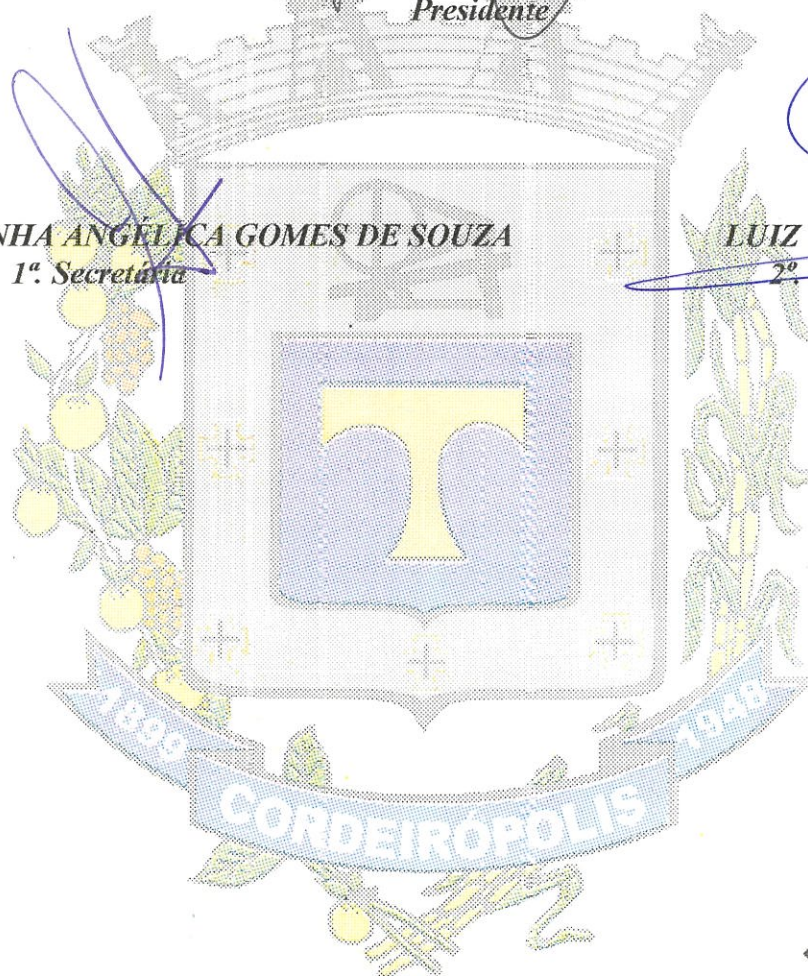 Presidente
NHA ANGÉLICA GOMES DE SOUZA
LUIZ
1ª. Secretária
2º.
1899
1948
CORDEIRÓPOLIS